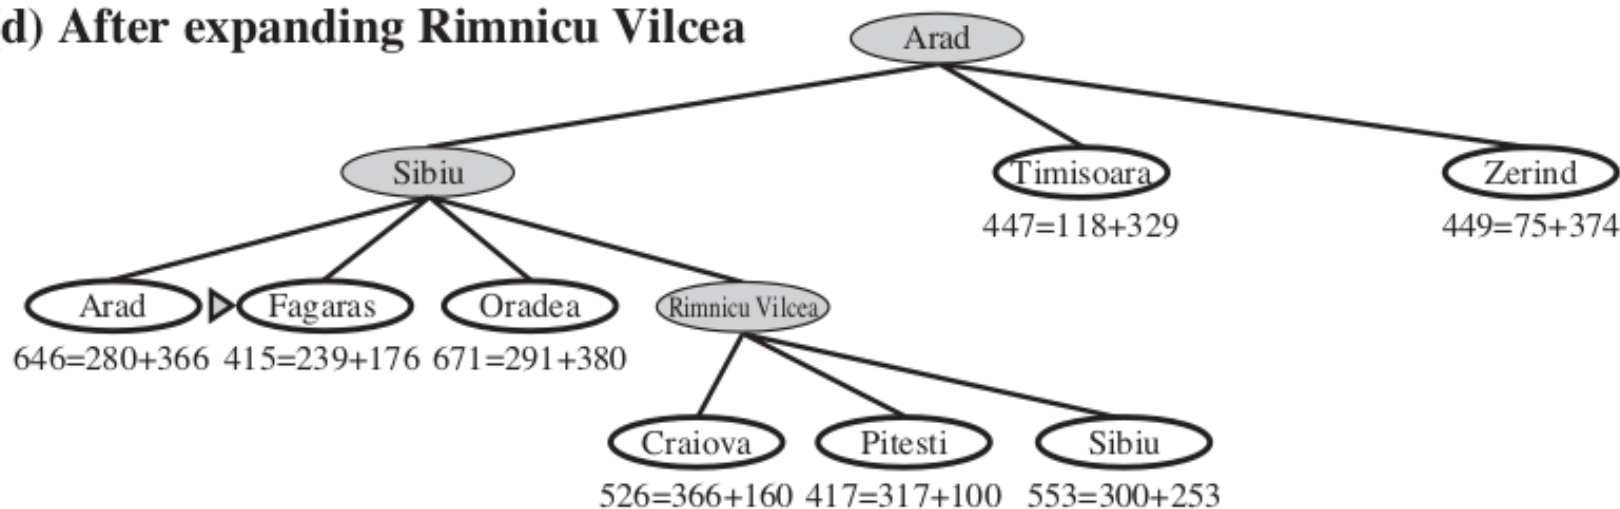 d) After expanding Rimnicu Vilcea
Arad
Sibiu
Timisoara
Zerind
447=118+329
449=75+374
Arad
Fagaras
Oradea
Rimnicu Vilcea
646=280+366
415=239+176
671=291+380
Craiova
Pitesti
Sibiu
526=366+160
417=317+100
553=300+253